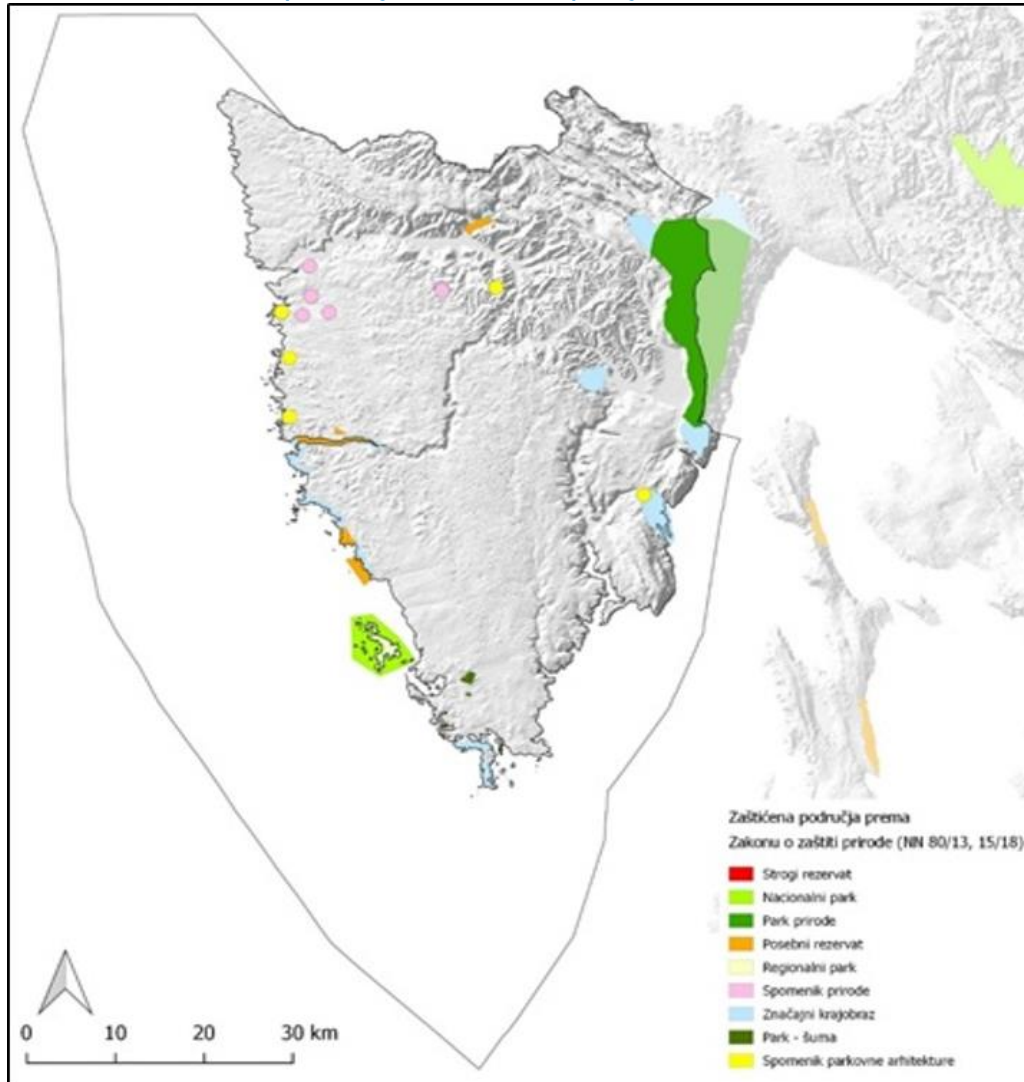 Zaštićena područja prema
Zakonu o zaštiti prirode (NN 80/13, 15/18)
Strogi rezervat
Nacionalni park
Park prirode
Posebni rezervat
Regionalni park
Spomenik prirode
Značajni krajobraz
Park - šuma
Spomenik parkovne arhitekture
0 10 20 30 km